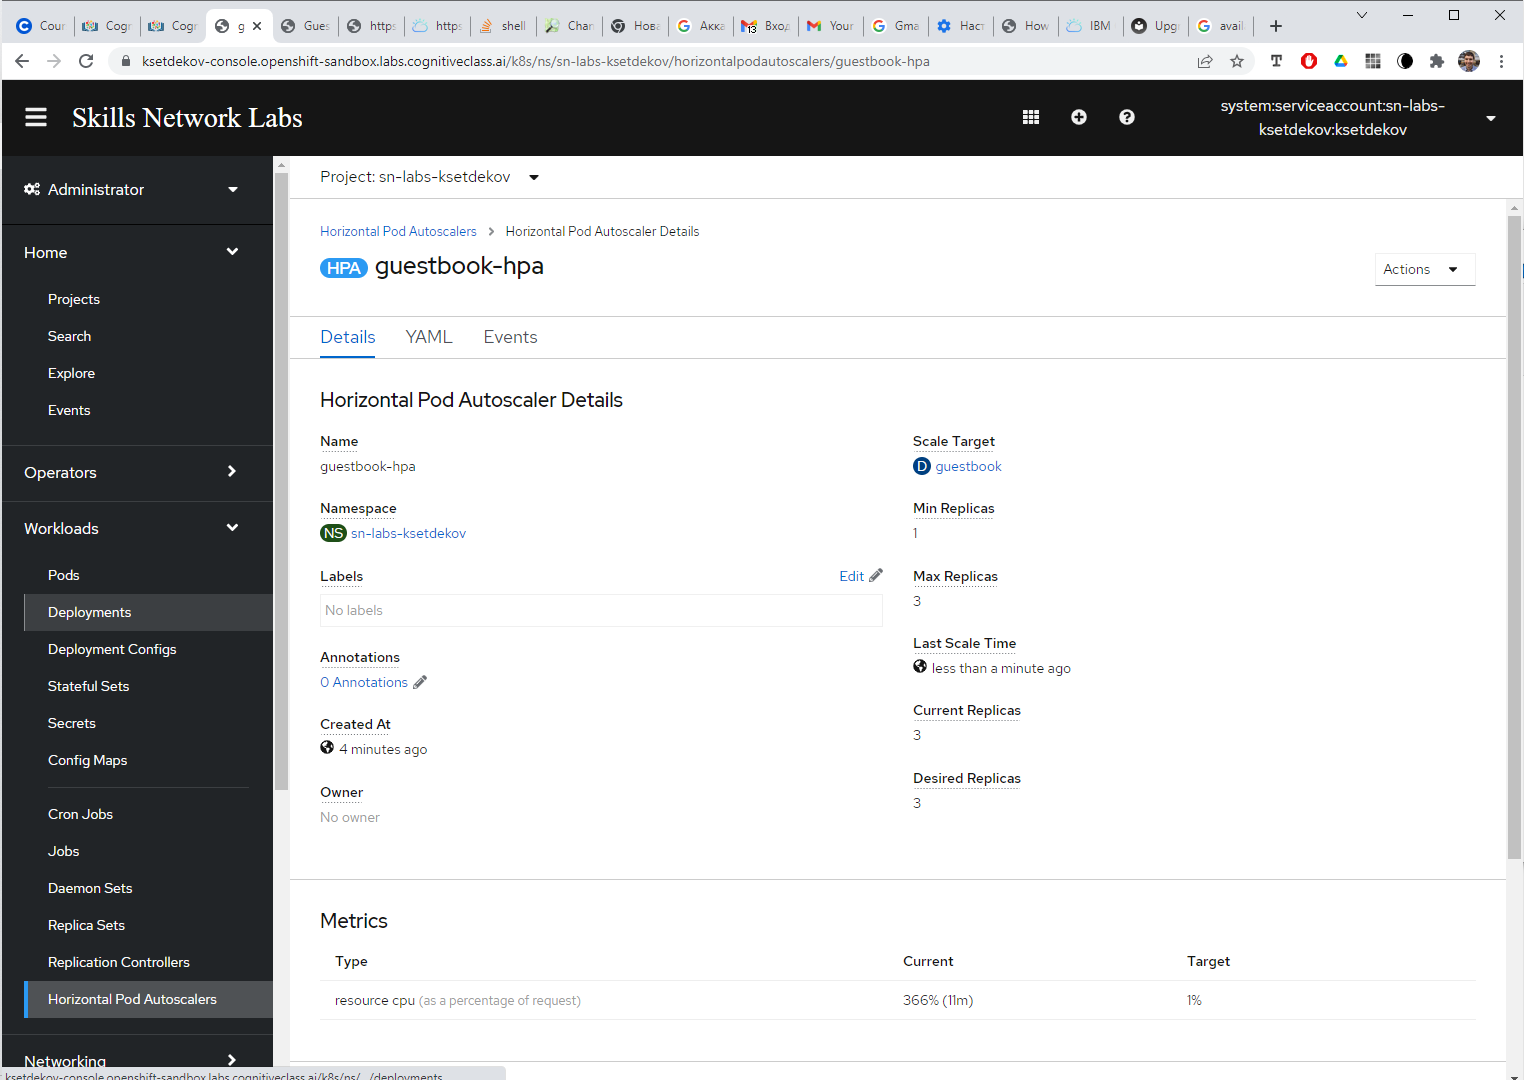 Cour
Cogr
Cogr
g
Gues
https
https
shell
Chan
Нова
Акка
Вход
Your
Gma
Наст
How
IBM
Upg
avail
ksetdekov-console.openshift-sandbox.labs.cognitiveclass.ai/k8s/ns/sn-labs-ksetdekov/horizontalpodautoscalers/guestbook-hpa
Skills Network Labs
system:serviceaccount:sn-labs-
ksetdekov:ksetdekov
Administrator
Home
Projects
Search
Explore
Events
Operators
Workloads
Pods
Deployments
Deployment Configs
Stateful Sets
Secrets
Config Maps
Cron Jobs
Jobs
Daemon Sets
Replica Sets
Replication Controllers
Horizontal Pod Autoscalers
Networking
ksetdekov-console.openshift-sandbox.labs.cognitiveclass.ai/k8s/ns/.../deployments
Project: sn-labs-ksetdekov
Horizontal Pod Autoscalers > Horizontal Pod Autoscaler Details
HPA guestbook-hpa
Actions
Details YAML Events
Horizontal Pod Autoscaler Details
Name
guestbook-hpa
Namespace
NS sn-labs-ksetdekov
Labels Edit
No labels
Annotations
0 Annotations
Created At
4 minutes ago
Owner
No owner
Scale Target
D guestbook
Min Replicas
1
Max Replicas
3
Last Scale Time
less than a minute ago
Current Replicas
3
Desired Replicas
3
Metrics
Type Current Target
resource cpu (as a percentage of request) 366% (11m) 1%